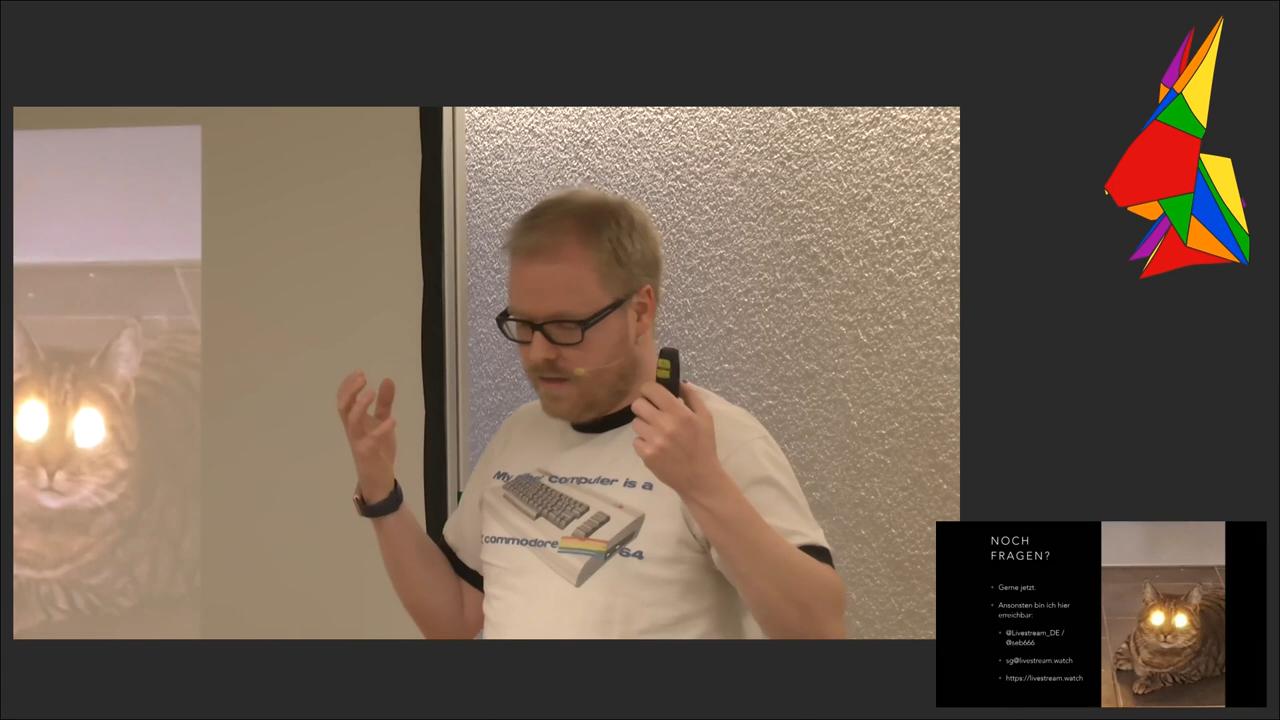 My other computer is a
commodore 64
NOCH
FRAGEN?
Gerne jetzt.
Ansonsten bin ich hier
erreichbar:
@Livestream_DE /
@seb666
sg@livestream.watch
https://livestream.watch